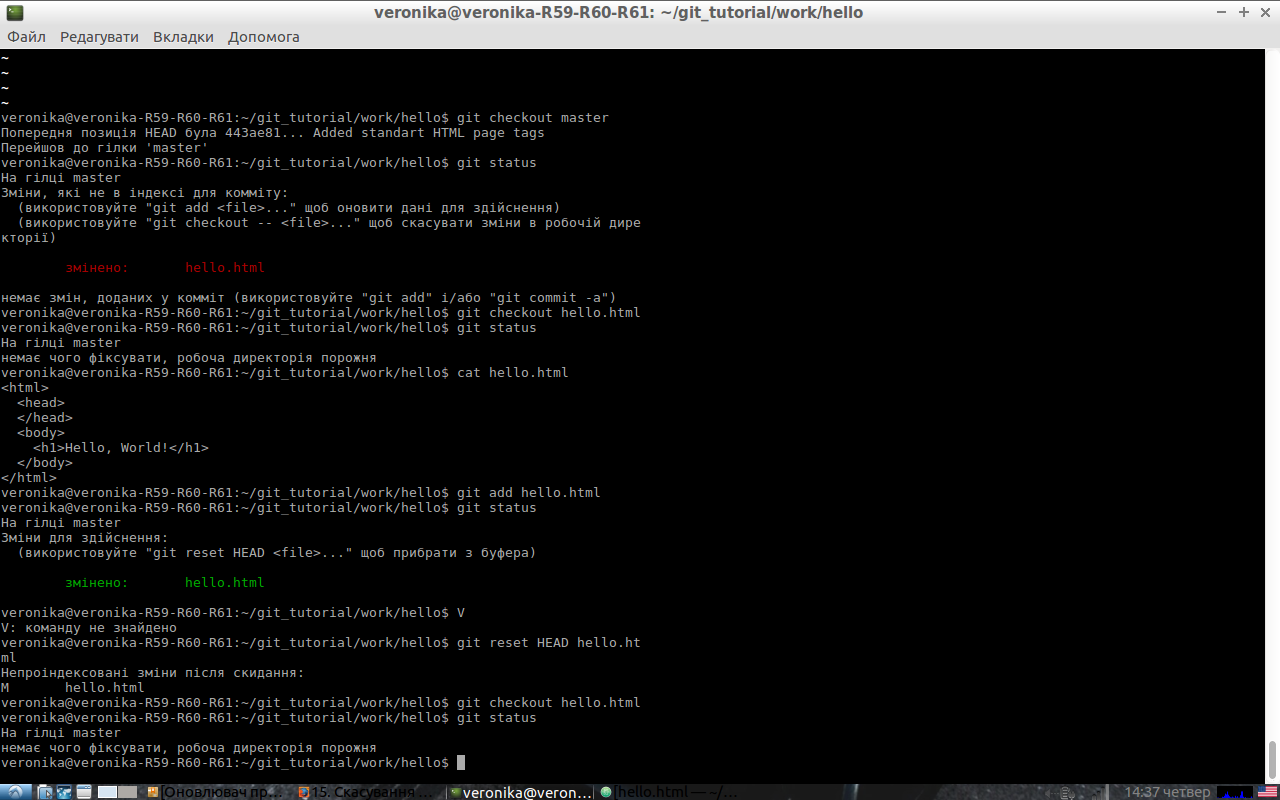 veronika@veronika-R59-R60-R61: ~/git_tutorial/work/hello
Файл Редагувати Вкладки Допомога
~
~
~
~
veronika@veronika-R59-R60-R61:~/git_tutorial/work/hello$ git checkout master
Попередня позиція HEAD була 443ae81... Added standart HTML page tags
Перейшов до гілки 'master'
veronika@veronika-R59-R60-R61:~/git_tutorial/work/hello$ git status
На гілці master
Зміни, які не в індексі для комміту:
  (використовуйте "git add <file>..." щоб оновити дані для здійснення)
  (використовуйте "git checkout -- <file>..." щоб скасувати зміни в робочій дире
кторії)
        змінено:       hello.html
немає змін, доданих у комміт (використовуйте "git add" і/або "git commit -a")
veronika@veronika-R59-R60-R61:~/git_tutorial/work/hello$ git checkout hello.html
veronika@veronika-R59-R60-R61:~/git_tutorial/work/hello$ git status
На гілці master
немає чого фіксувати, робоча директорія порожня
veronika@veronika-R59-R60-R61:~/git_tutorial/work/hello$ cat hello.html
<html>
  <head>
  </head>
  <body>
    <h1>Hello, World!</h1>
  </body>
</html>
veronika@veronika-R59-R60-R61:~/git_tutorial/work/hello$ git add hello.html
veronika@veronika-R59-R60-R61:~/git_tutorial/work/hello$ git status
На гілці master
Зміни для здійснення:
  (використовуйте "git reset HEAD <file>..." щоб прибрати з буфера)
        змінено:       hello.html
veronika@veronika-R59-R60-R61:~/git_tutorial/work/hello$ V
V: команду не знайдено
veronika@veronika-R59-R60-R61:~/git_tutorial/work/hello$ git reset HEAD hello.ht
ml
Непроіндексовані зміни після скидання:
M       hello.html
veronika@veronika-R59-R60-R61:~/git_tutorial/work/hello$ git checkout hello.html
veronika@veronika-R59-R60-R61:~/git_tutorial/work/hello$ git status
На гілці master
немає чого фіксувати, робоча директорія порожня
veronika@veronika-R59-R60-R61:~/git_tutorial/work/hello$
[Оновлювач пр... 15. Скасування ... veronika@veron... [hello.html — ~/... 14:37 четвер